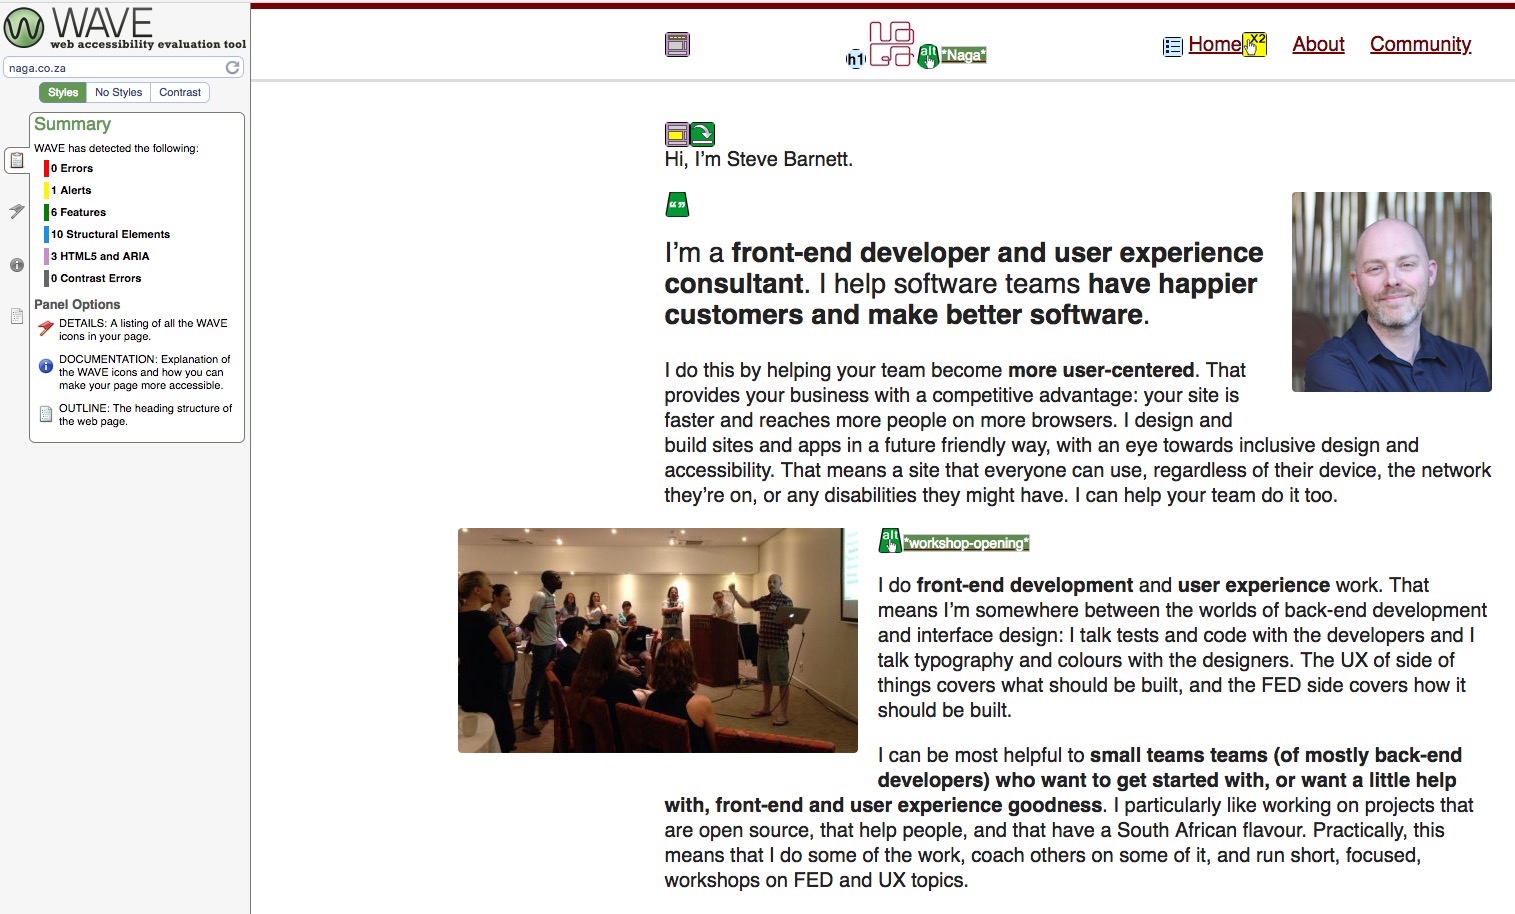 WAVE
web accessibility evaluation tool
naga.co.za
Styles No Styles Contrast
Summary
WAVE has detected the following:
0 Errors
1 Alerts
6 Features
10 Structural Elements
3 HTML5 and ARIA
0 Contrast Errors
Panel Options
DETAILS: A listing of all the WAVE
icons in your page.
DOCUMENTATION: Explanation of
the WAVE icons and how you can
make your page more accessible.
OUTLINE: The heading structure of
the web page.
h1 naga alt *Naga*
Home X2 About Community
Hi, I’m Steve Barnett.
“ ”
I’m a front-end developer and user experience
consultant. I help software teams have happier
customers and make better software.
I do this by helping your team become more user-centered. That
provides your business with a competitive advantage: your site is
faster and reaches more people on more browsers. I design and
build sites and apps in a future friendly way, with an eye towards inclusive design and
accessibility. That means a site that everyone can use, regardless of their device, the network
they’re on, or any disabilities they might have. I can help your team do it too.
alt *workshop-opening*
I do front-end development and user experience work. That
means I’m somewhere between the worlds of back-end development
and interface design: I talk tests and code with the developers and I
talk typography and colours with the designers. The UX of side of
things covers what should be built, and the FED side covers how it
should be built.
I can be most helpful to small teams teams (of mostly back-end
developers) who want to get started with, or want a little help
with, front-end and user experience goodness. I particularly like working on projects that
are open source, that help people, and that have a South African flavour. Practically, this
means that I do some of the work, coach others on some of it, and run short, focused,
workshops on FED and UX topics.